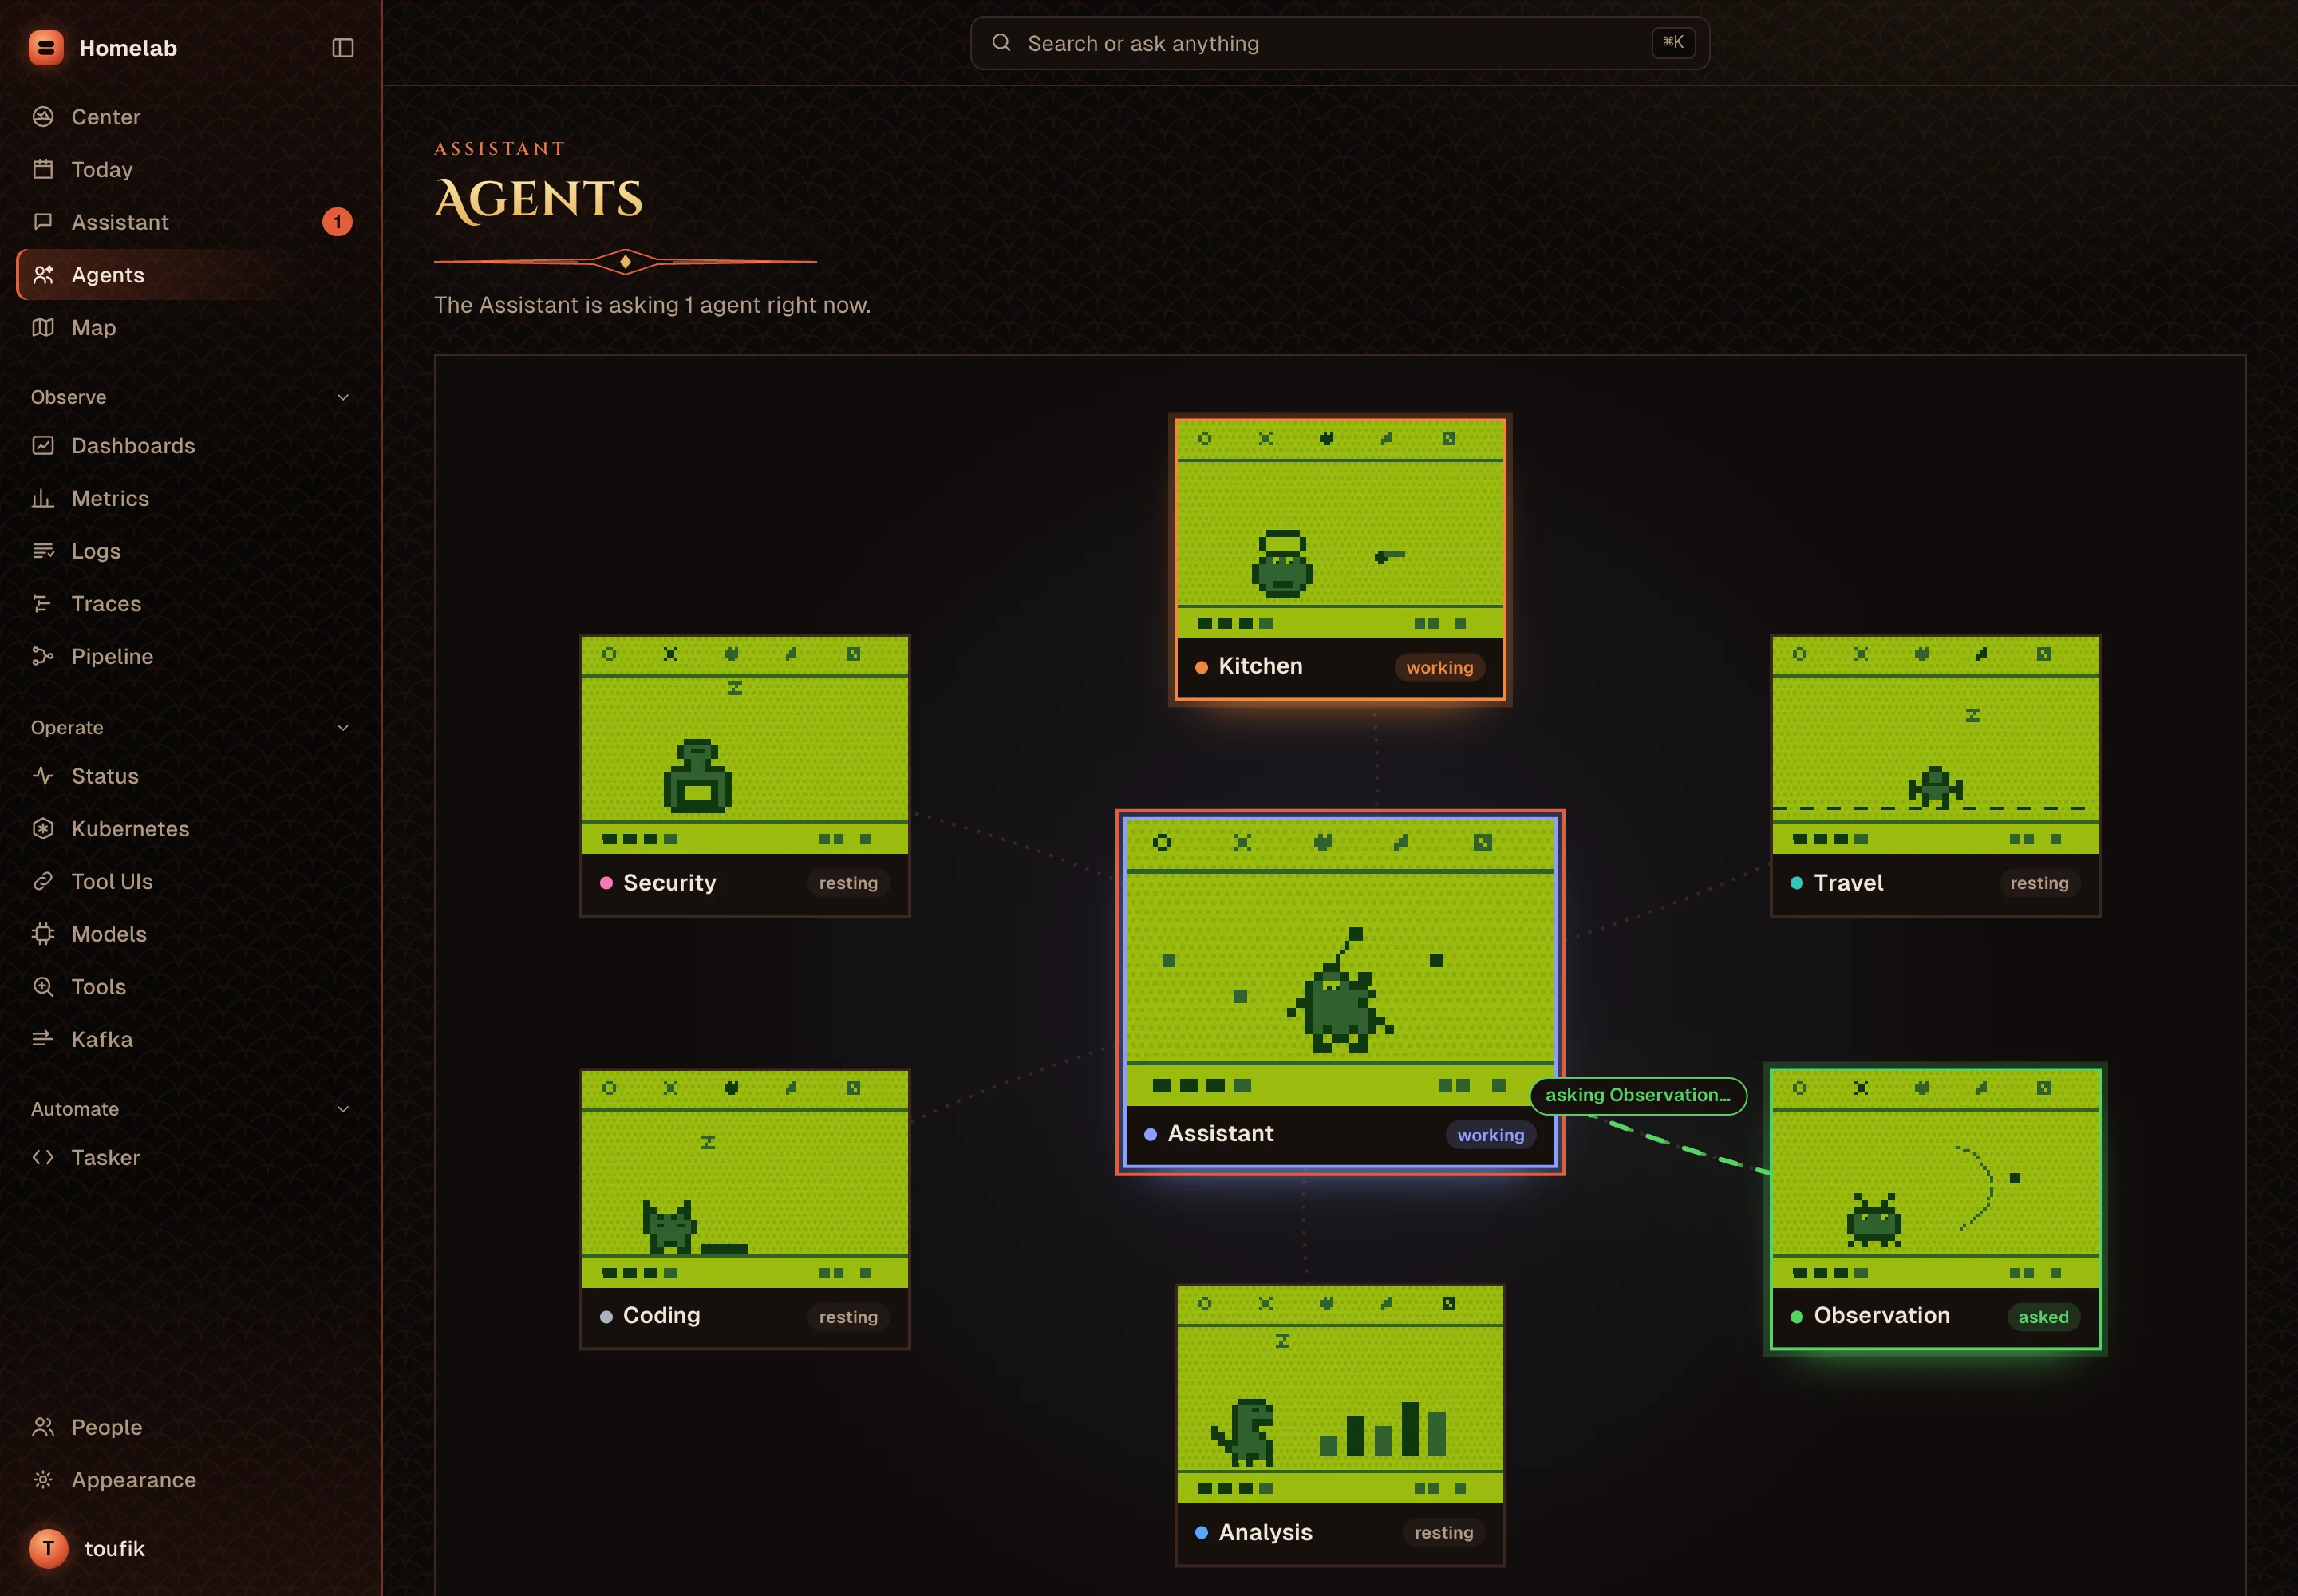 Homelab
Search or ask anything
⌘K
Center
Today
Assistant
1
Agents
Map
Observe
Dashboards
Metrics
Logs
Traces
Pipeline
Operate
Status
Kubernetes
Tool UIs
Models
Tools
Kafka
Automate
Tasker
People
Appearance
T
toufik
ASSISTANT
AGENTS
The Assistant is asking 1 agent right now.
Kitchen
working
Security
resting
Travel
resting
asking Observation...
Assistant
working
Coding
resting
Observation
asked
Analysis
resting